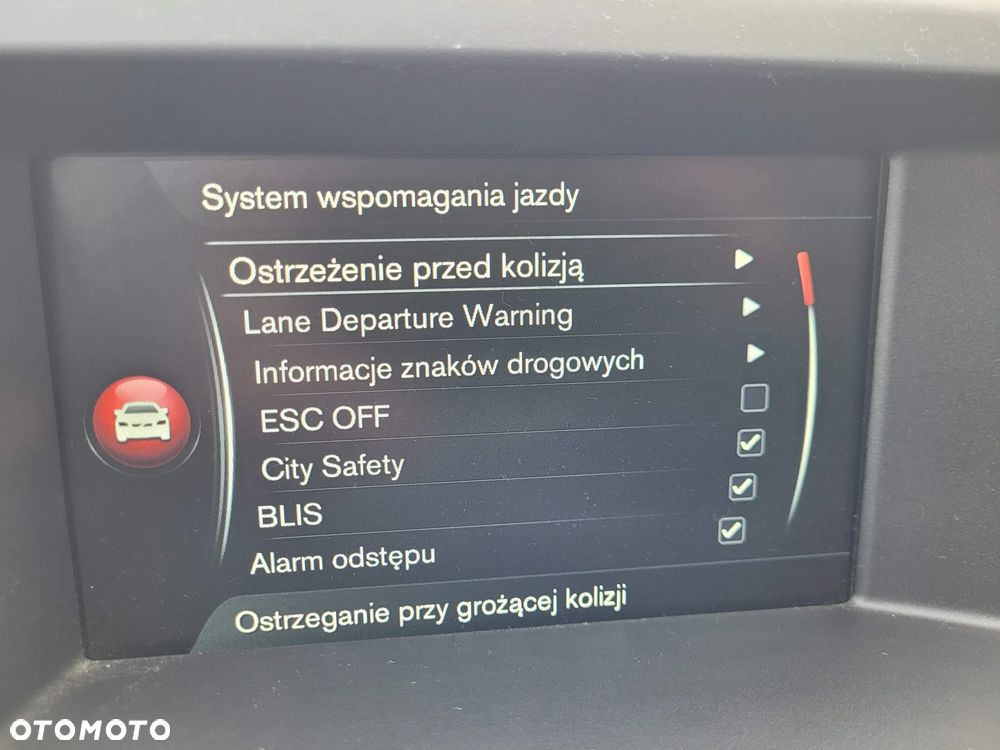 System wspomagania jazdy
Ostrzeżenie przed kolizją
Lane Departure Warning
Informacje znaków drogowych
ESC OFF
City Safety
BLIS
Alarm odstępu
Ostrzeganie przy grożącej kolizji
OTOMOTO